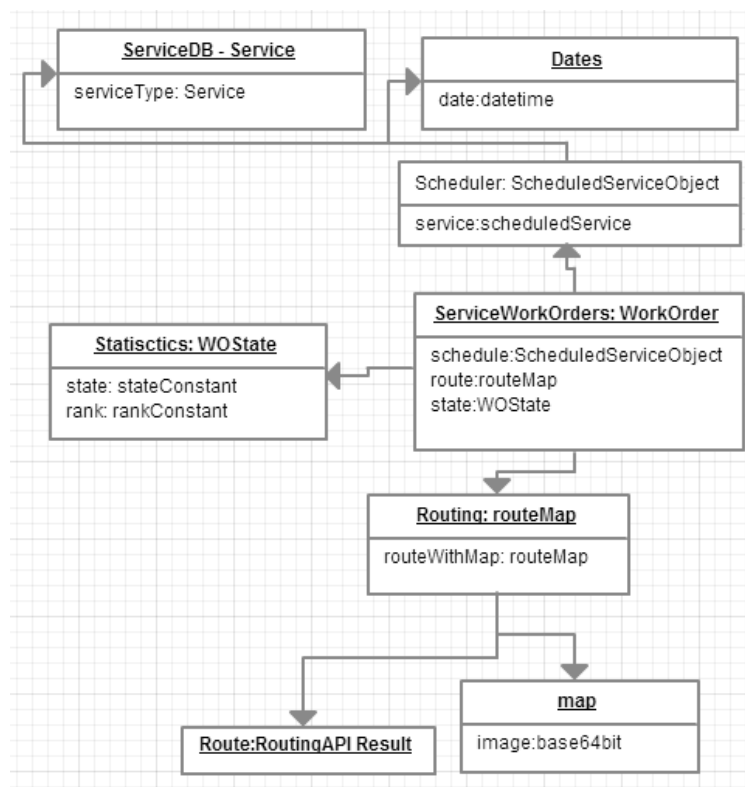 ServiceDB - Service
serviceType: Service
Dates
date:datetime
Scheduler: ScheduledServiceObject
service:scheduledService
ServiceWorkOrders: WorkOrder
schedule:ScheduledServiceObject
route:routeMap
state:WOState
Statisctics: WOState
state: stateConstant
rank: rankConstant
Routing: routeMap
routeWithMap: routeMap
map
image:base64bit
Route:RoutingAPI Result